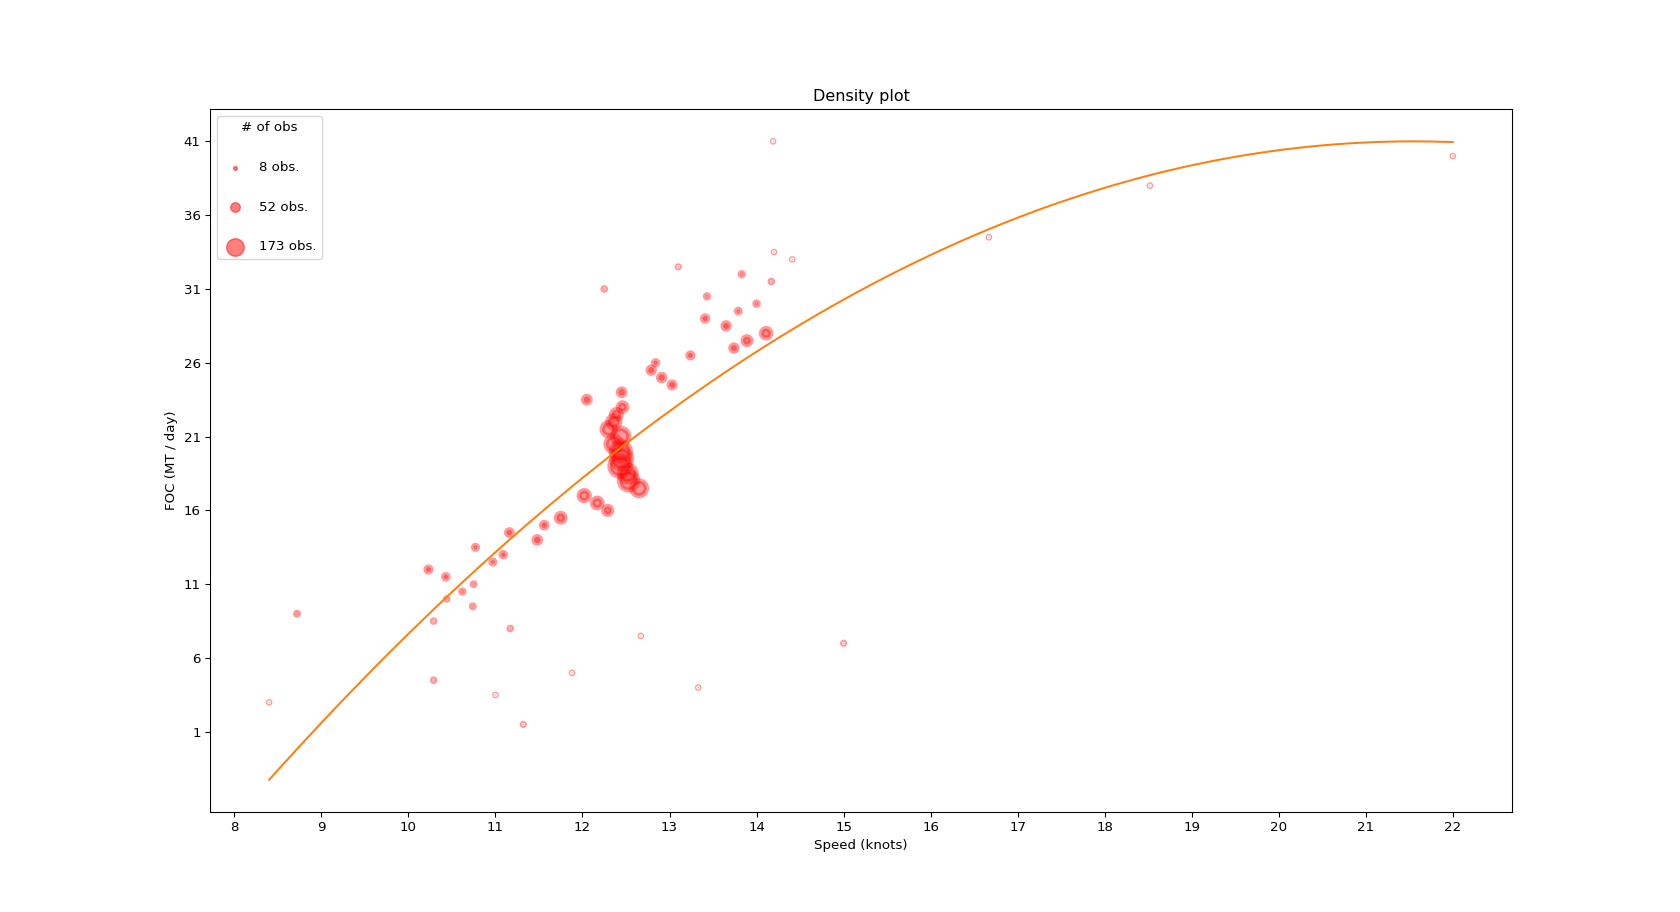 Density plot
# of obs
8 obs.
52 obs.
173 obs.
41
36
31
26
21
16
11
6
1
FOC (MT / day)
8 9 10 11 12 13 14 15 16 17 18 19 20 21 22
Speed (knots)